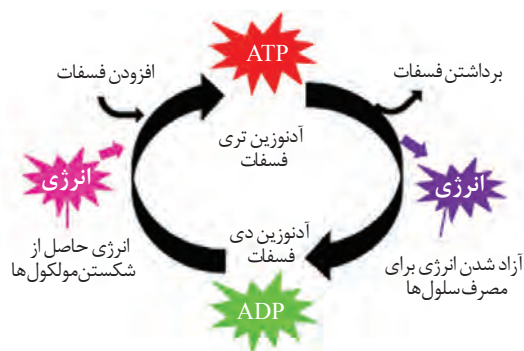 ATP
افزودن فسفات
برداشتن فسفات
آدنوزین تری
فسفات
انرژی
انرژی
انرژی حاصل از
شکستن‌مولکول‌ها
آدنوزین دی
فسفات
آزاد شدن انرژی برای
مصرف‌سلول‌ها
ADP